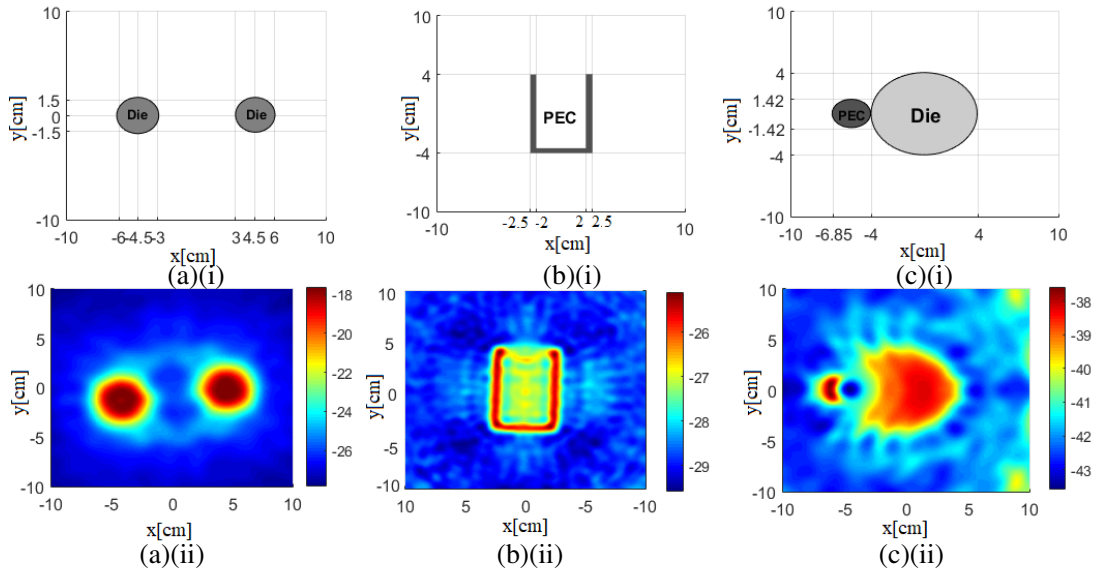 10
y[cm]
1.5
0
-1.5
-10
Die
Die
-10 -6-4.5-3 3 4.5 6 10
x[cm]
(a)(i)
10
y[cm]
4
-4
-10
PEC
-10 -2.5 -2 2 2.5 10
x[cm]
(b)(i)
10
y[cm]
4
1.42
-1.42
-4
-10
PEC
Die
-10 -6.85 -4 4 10
x[cm]
(c)(i)
10
5
0
-5
-10
y[cm]
-10 -5 0 5 10
x[cm]
-18
-20
-22
-24
-26
(a)(ii)
10
5
0
-5
-10
y[cm]
10 5 0 -5 -10
x[cm]
-26
-27
-28
-29
(b)(ii)
10
5
0
-5
-10
y[cm]
-10 -5 0 5 10
x[cm]
-38
-39
-40
-41
-42
-43
(c)(ii)